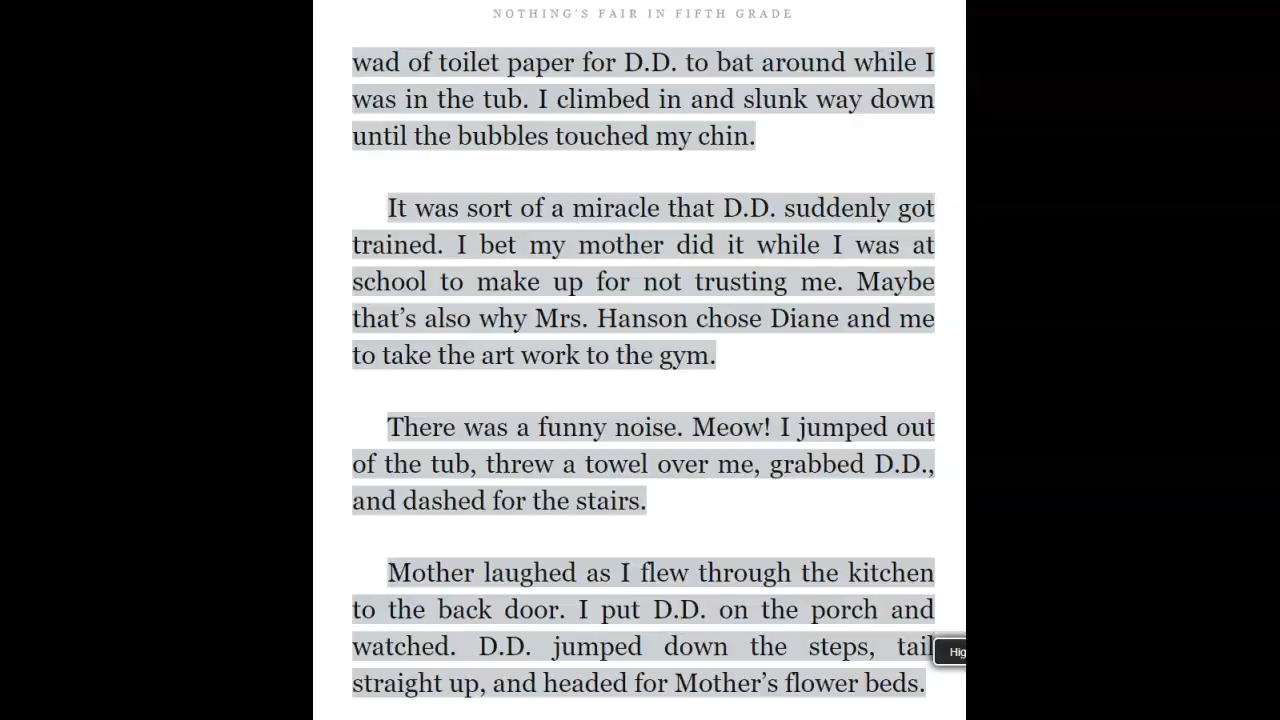 NOTHING'S FAIR IN FIFTH GRADE
wad of toilet paper for D.D. to bat around while I
was in the tub. I climbed in and slunk way down
until the bubbles touched my chin.
It was sort of a miracle that D.D. suddenly got
trained. I bet my mother did it while I was at
school to make up for not trusting me. Maybe
that’s also why Mrs. Hanson chose Diane and me
to take the art work to the gym.
There was a funny noise. Meow! I jumped out
of the tub, threw a towel over me, grabbed D.D.,
and dashed for the stairs.
Mother laughed as I flew through the kitchen
to the back door. I put D.D. on the porch and
watched. D.D. jumped down the steps, tail
Hig
straight up, and headed for Mother’s flower beds.